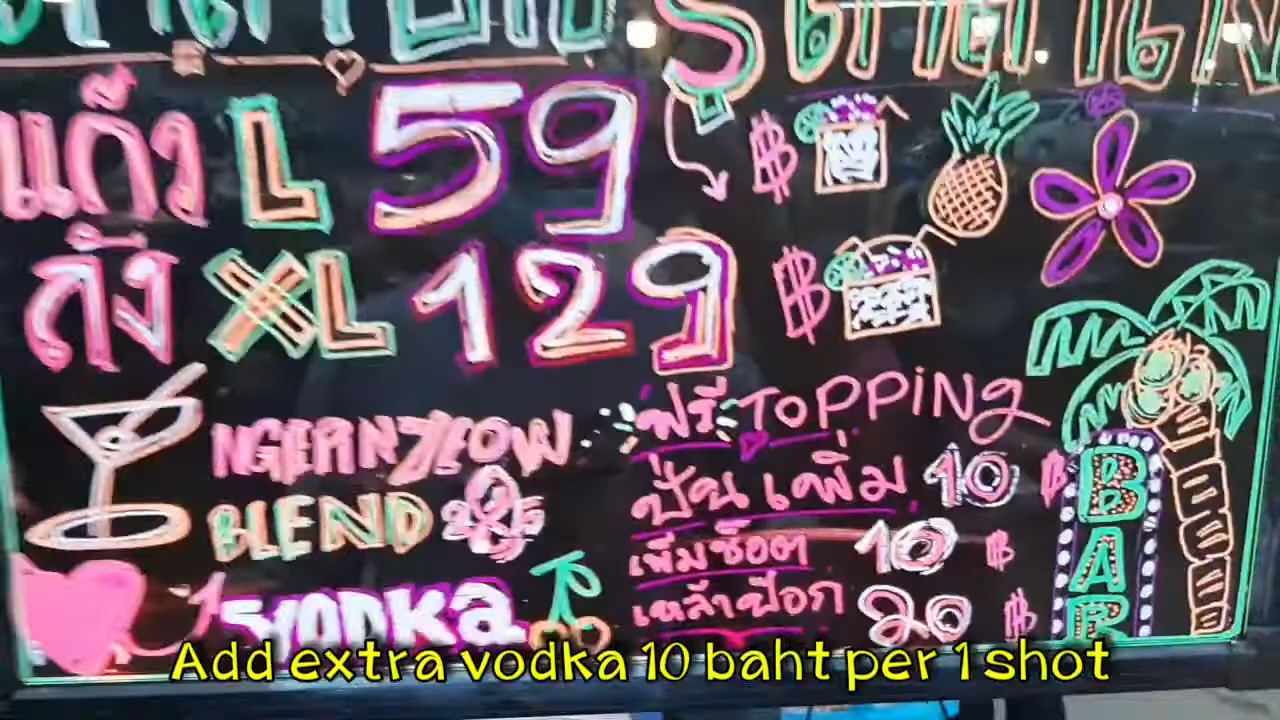 แก้ว L 59 ฿
ถัง XL 129 ฿
ฟรี TOPPING
BLEND
ปั่น เพิ่ม 10 ฿
เพิ่มช็อต 10 ฿
เหล้าป๊อก 20 ฿
BAR
Add extra vodka 10 baht per 1 shot